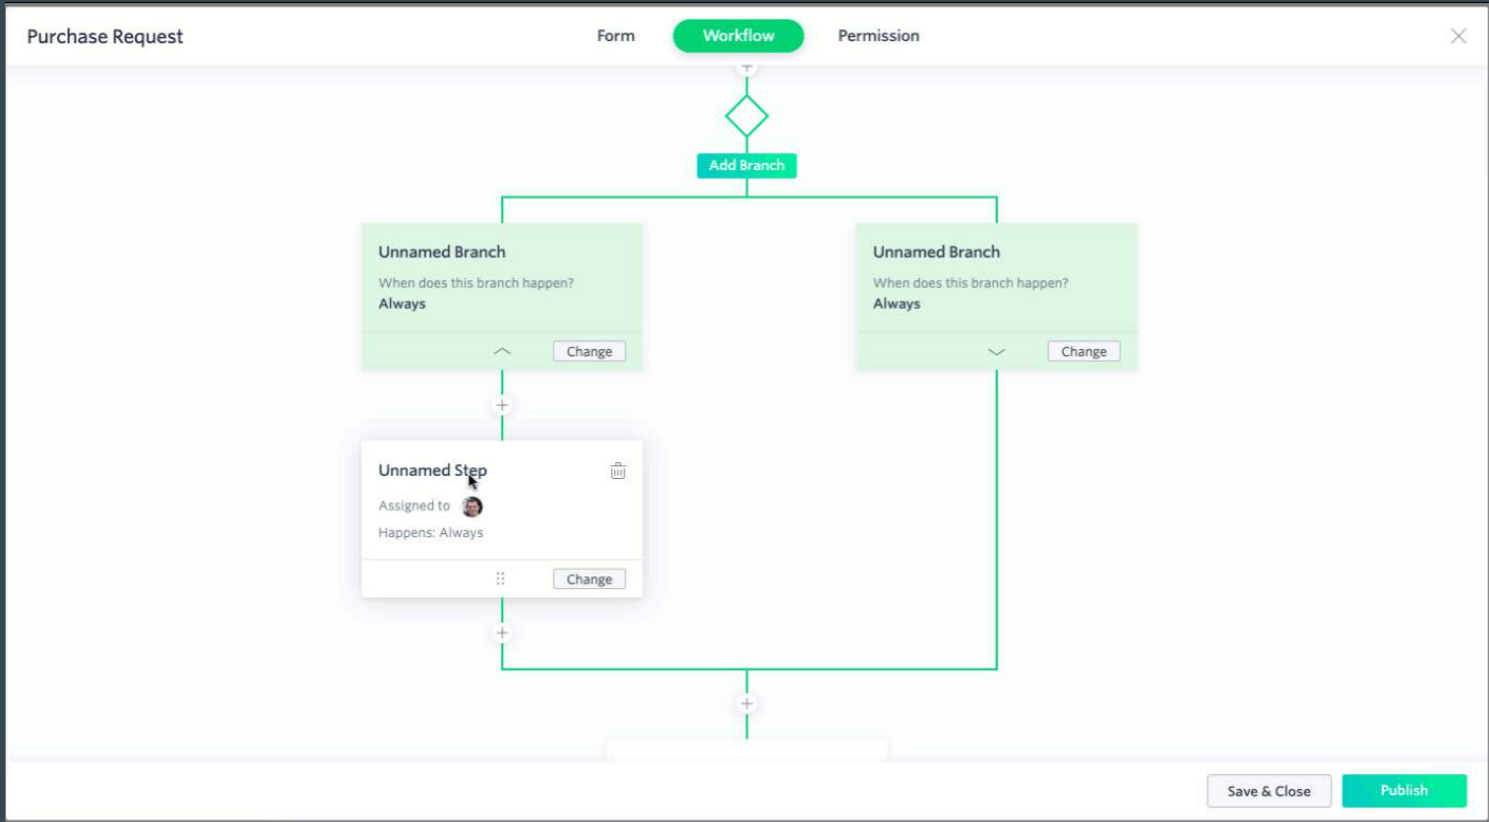 Purchase Request
Form
Workflow
Permission
Add Branch
Unnamed Branch
When does this branch happen?
Always
Change
Unnamed Branch
When does this branch happen?
Always
Change
Unnamed Step
Assigned to
Happens: Always
Change
Save & Close
Publish